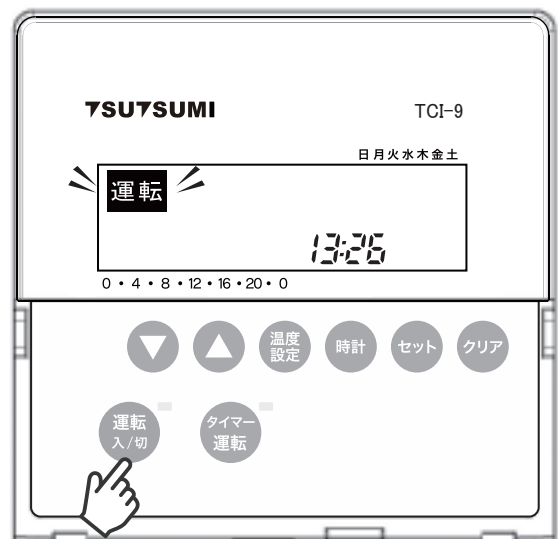 TSUTSUMI
TCI-9
日月火水木金土
運転
13:26
0・4・8・12・16・20・0
温度設定
時計
セット
クリア
運転
入/切
タイマー
運転